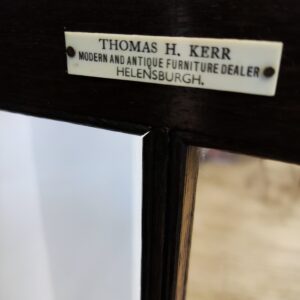 THOMAS H. KERR
MODERN AND ANTIQUE FURNITURE DEALER
HELENSBURGH.